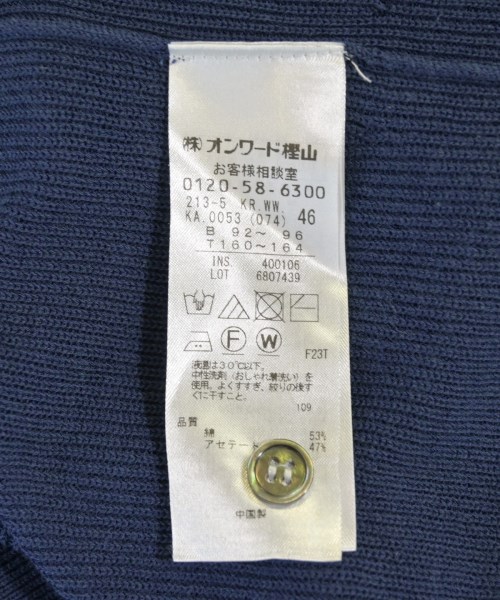 (株) オンワード樫山
お客様相談室
0120-58-6300
213-5 KR.WW.
KA.0053 (074) 46
B 92～ 96
T160～164
INS. 400106
LOT 6807439
F W
F23T
液温は30℃以下。
中性洗剤（おしゃれ着洗い）を
使用。よくすすぎ、絞りの後す
ぐに干すこと。
109
品質
綿 53%
アセテート 47%
中国製